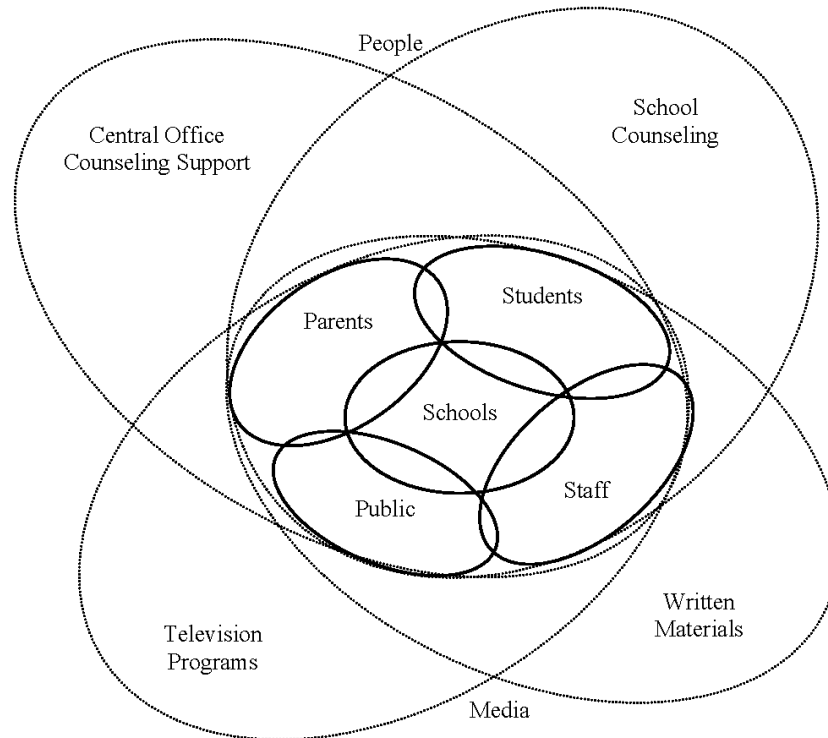 People
Central Office
Counseling Support
School
Counseling
Students
Parents
Schools
Staff
Public
Written
Materials
Television
Programs
Media